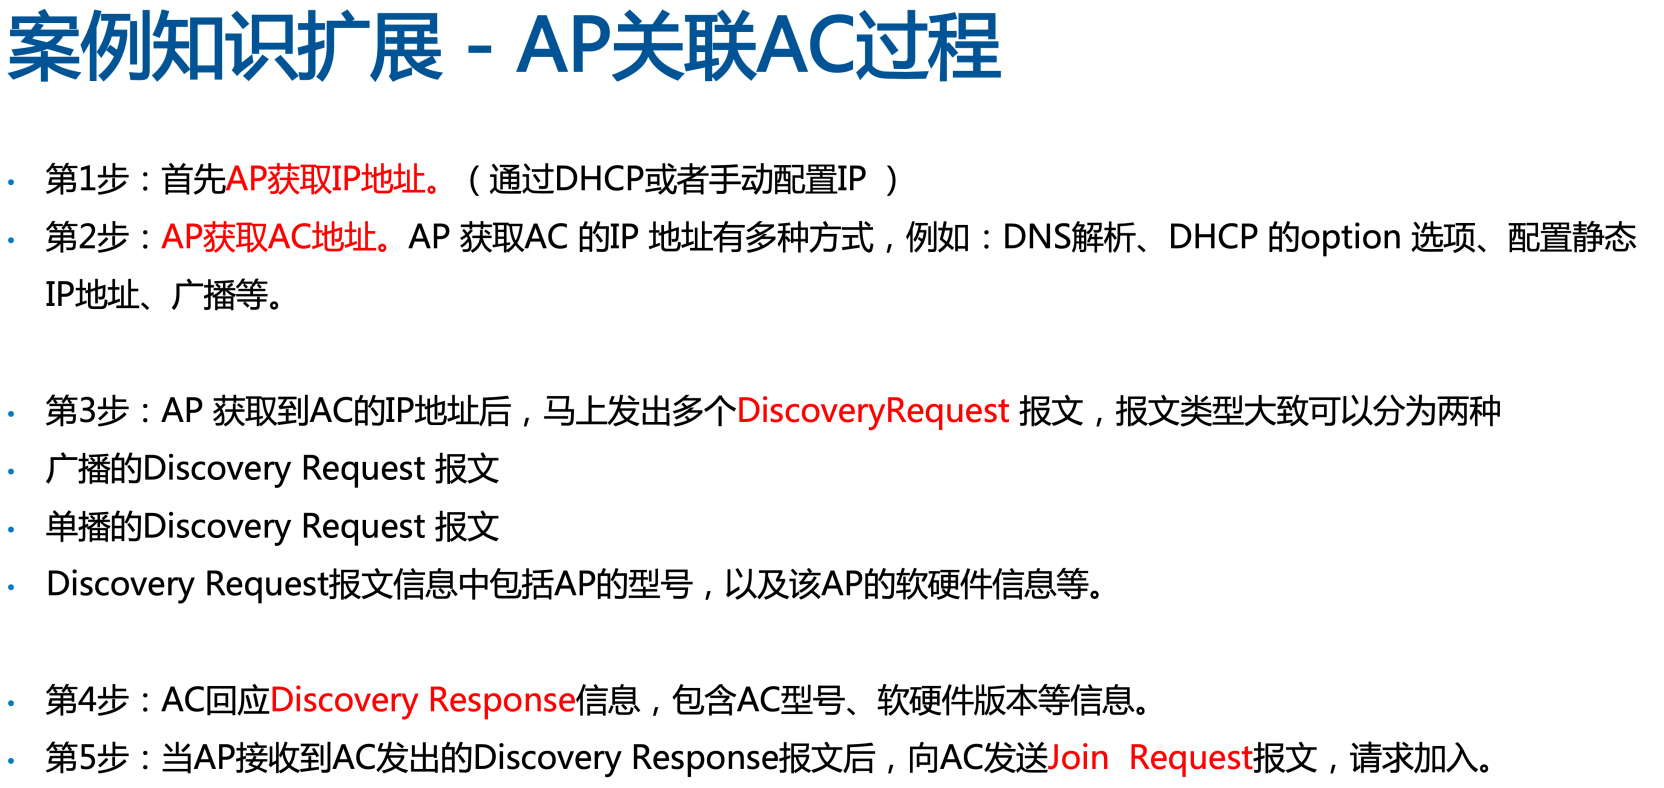 案例知识扩展 - AP关联AC过程
• 第1步：首先AP获取IP地址。（通过DHCP或者手动配置IP ）
• 第2步：AP获取AC地址。AP 获取AC 的IP 地址有多种方式，例如：DNS解析、DHCP 的option 选项、配置静态
IP地址、广播等。
• 第3步：AP 获取到AC的IP地址后，马上发出多个DiscoveryRequest 报文，报文类型大致可以分为两种
• 广播的Discovery Request 报文
• 单播的Discovery Request 报文
• Discovery Request报文信息中包括AP的型号，以及该AP的软硬件信息等。
• 第4步：AC回应Discovery Response信息，包含AC型号、软硬件版本等信息。
• 第5步：当AP接收到AC发出的Discovery Response报文后，向AC发送Join  Request报文，请求加入。